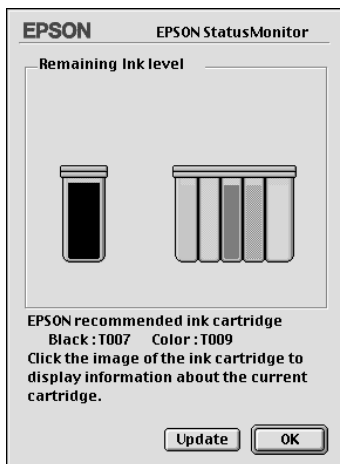 EPSON
EPSON StatusMonitor
Remaining Ink level
EPSON recommended ink cartridge
Black : T007 Color : T009
Click the image of the ink cartridge to
display information about the current
cartridge.
Update OK